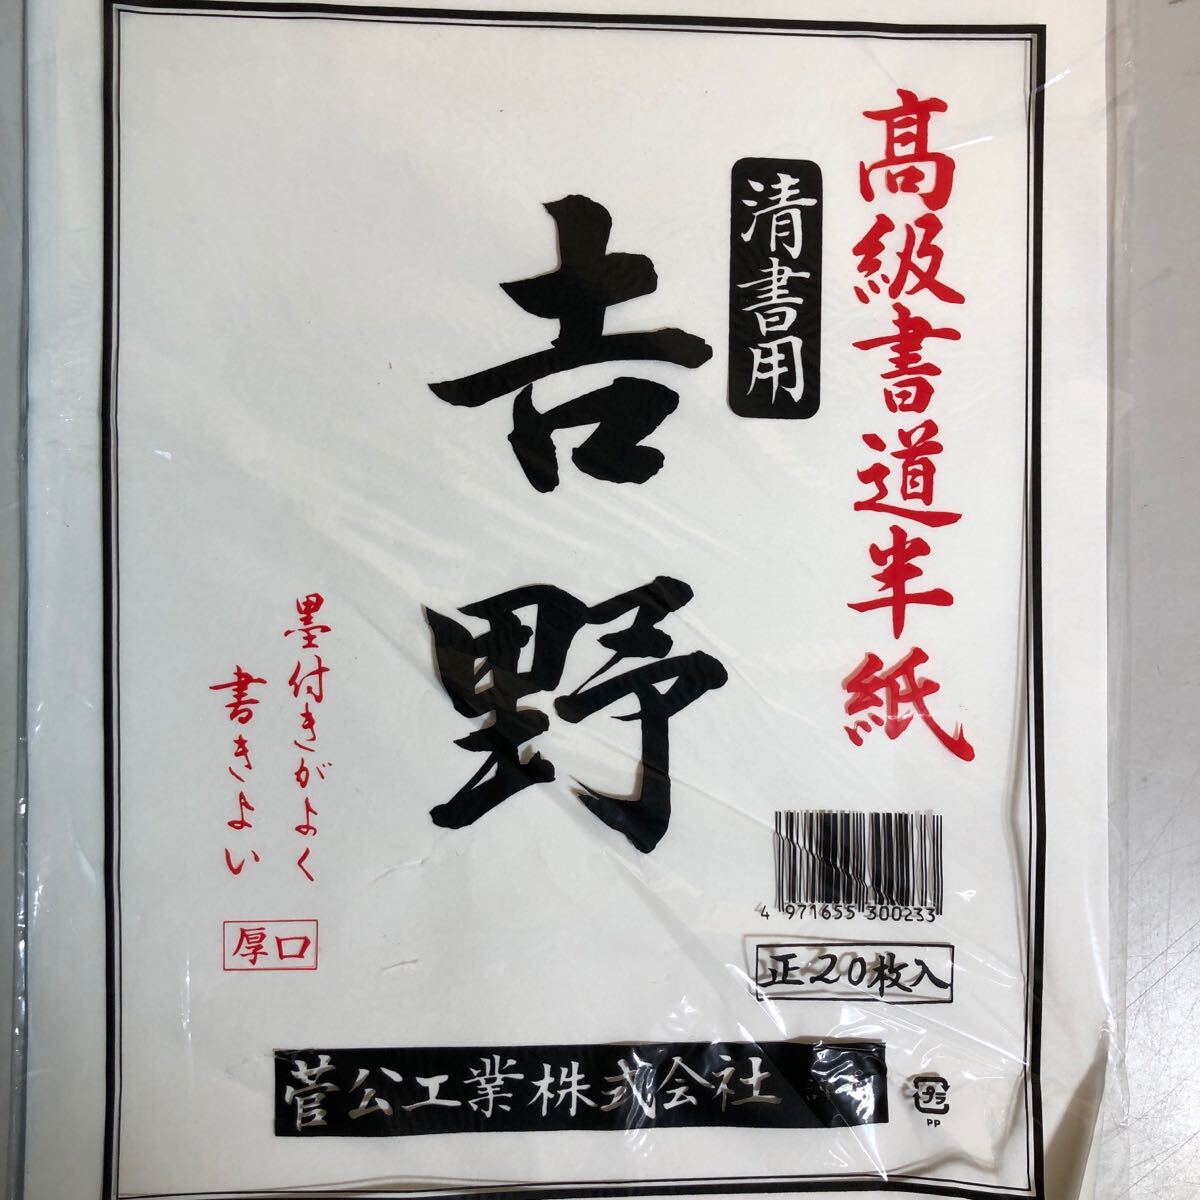 高級書道半紙
清書用
吉野
墨付きがよく
書きよい
厚口
4 971655 300233
正20枚入
菅公工業株式会社
プラ
PP